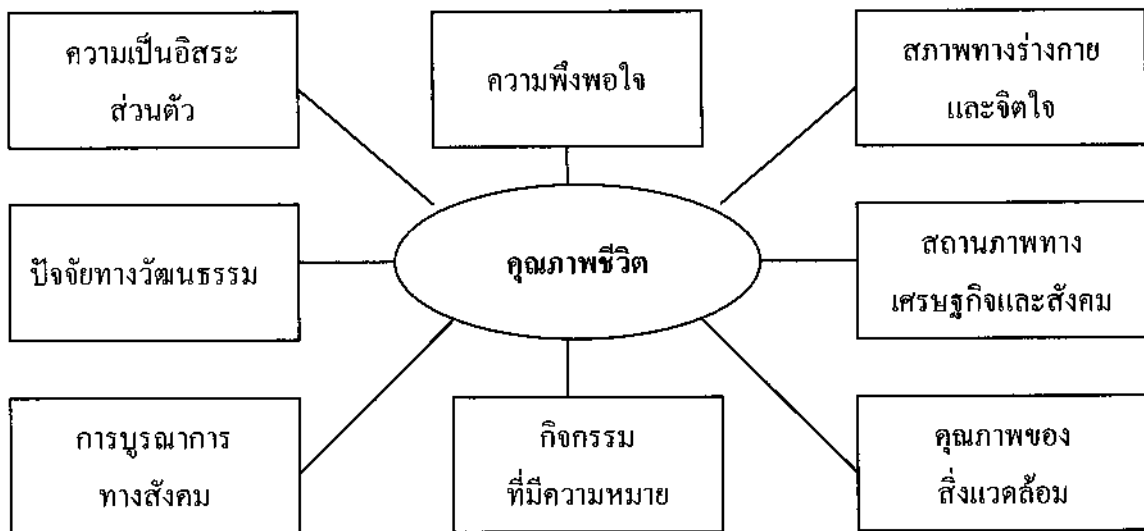 ความเป็นอิสระ
ส่วนตัว
ความพึงพอใจ
สภาพทางร่างกาย
และจิตใจ
ปัจจัยทางวัฒนธรรม
คุณภาพชีวิต
สถานภาพทาง
เศรษฐกิจและสังคม
การบูรณาการ
ทางสังคม
กิจกรรม
ที่มีความหมาย
คุณภาพของ
สิ่งแวดล้อม